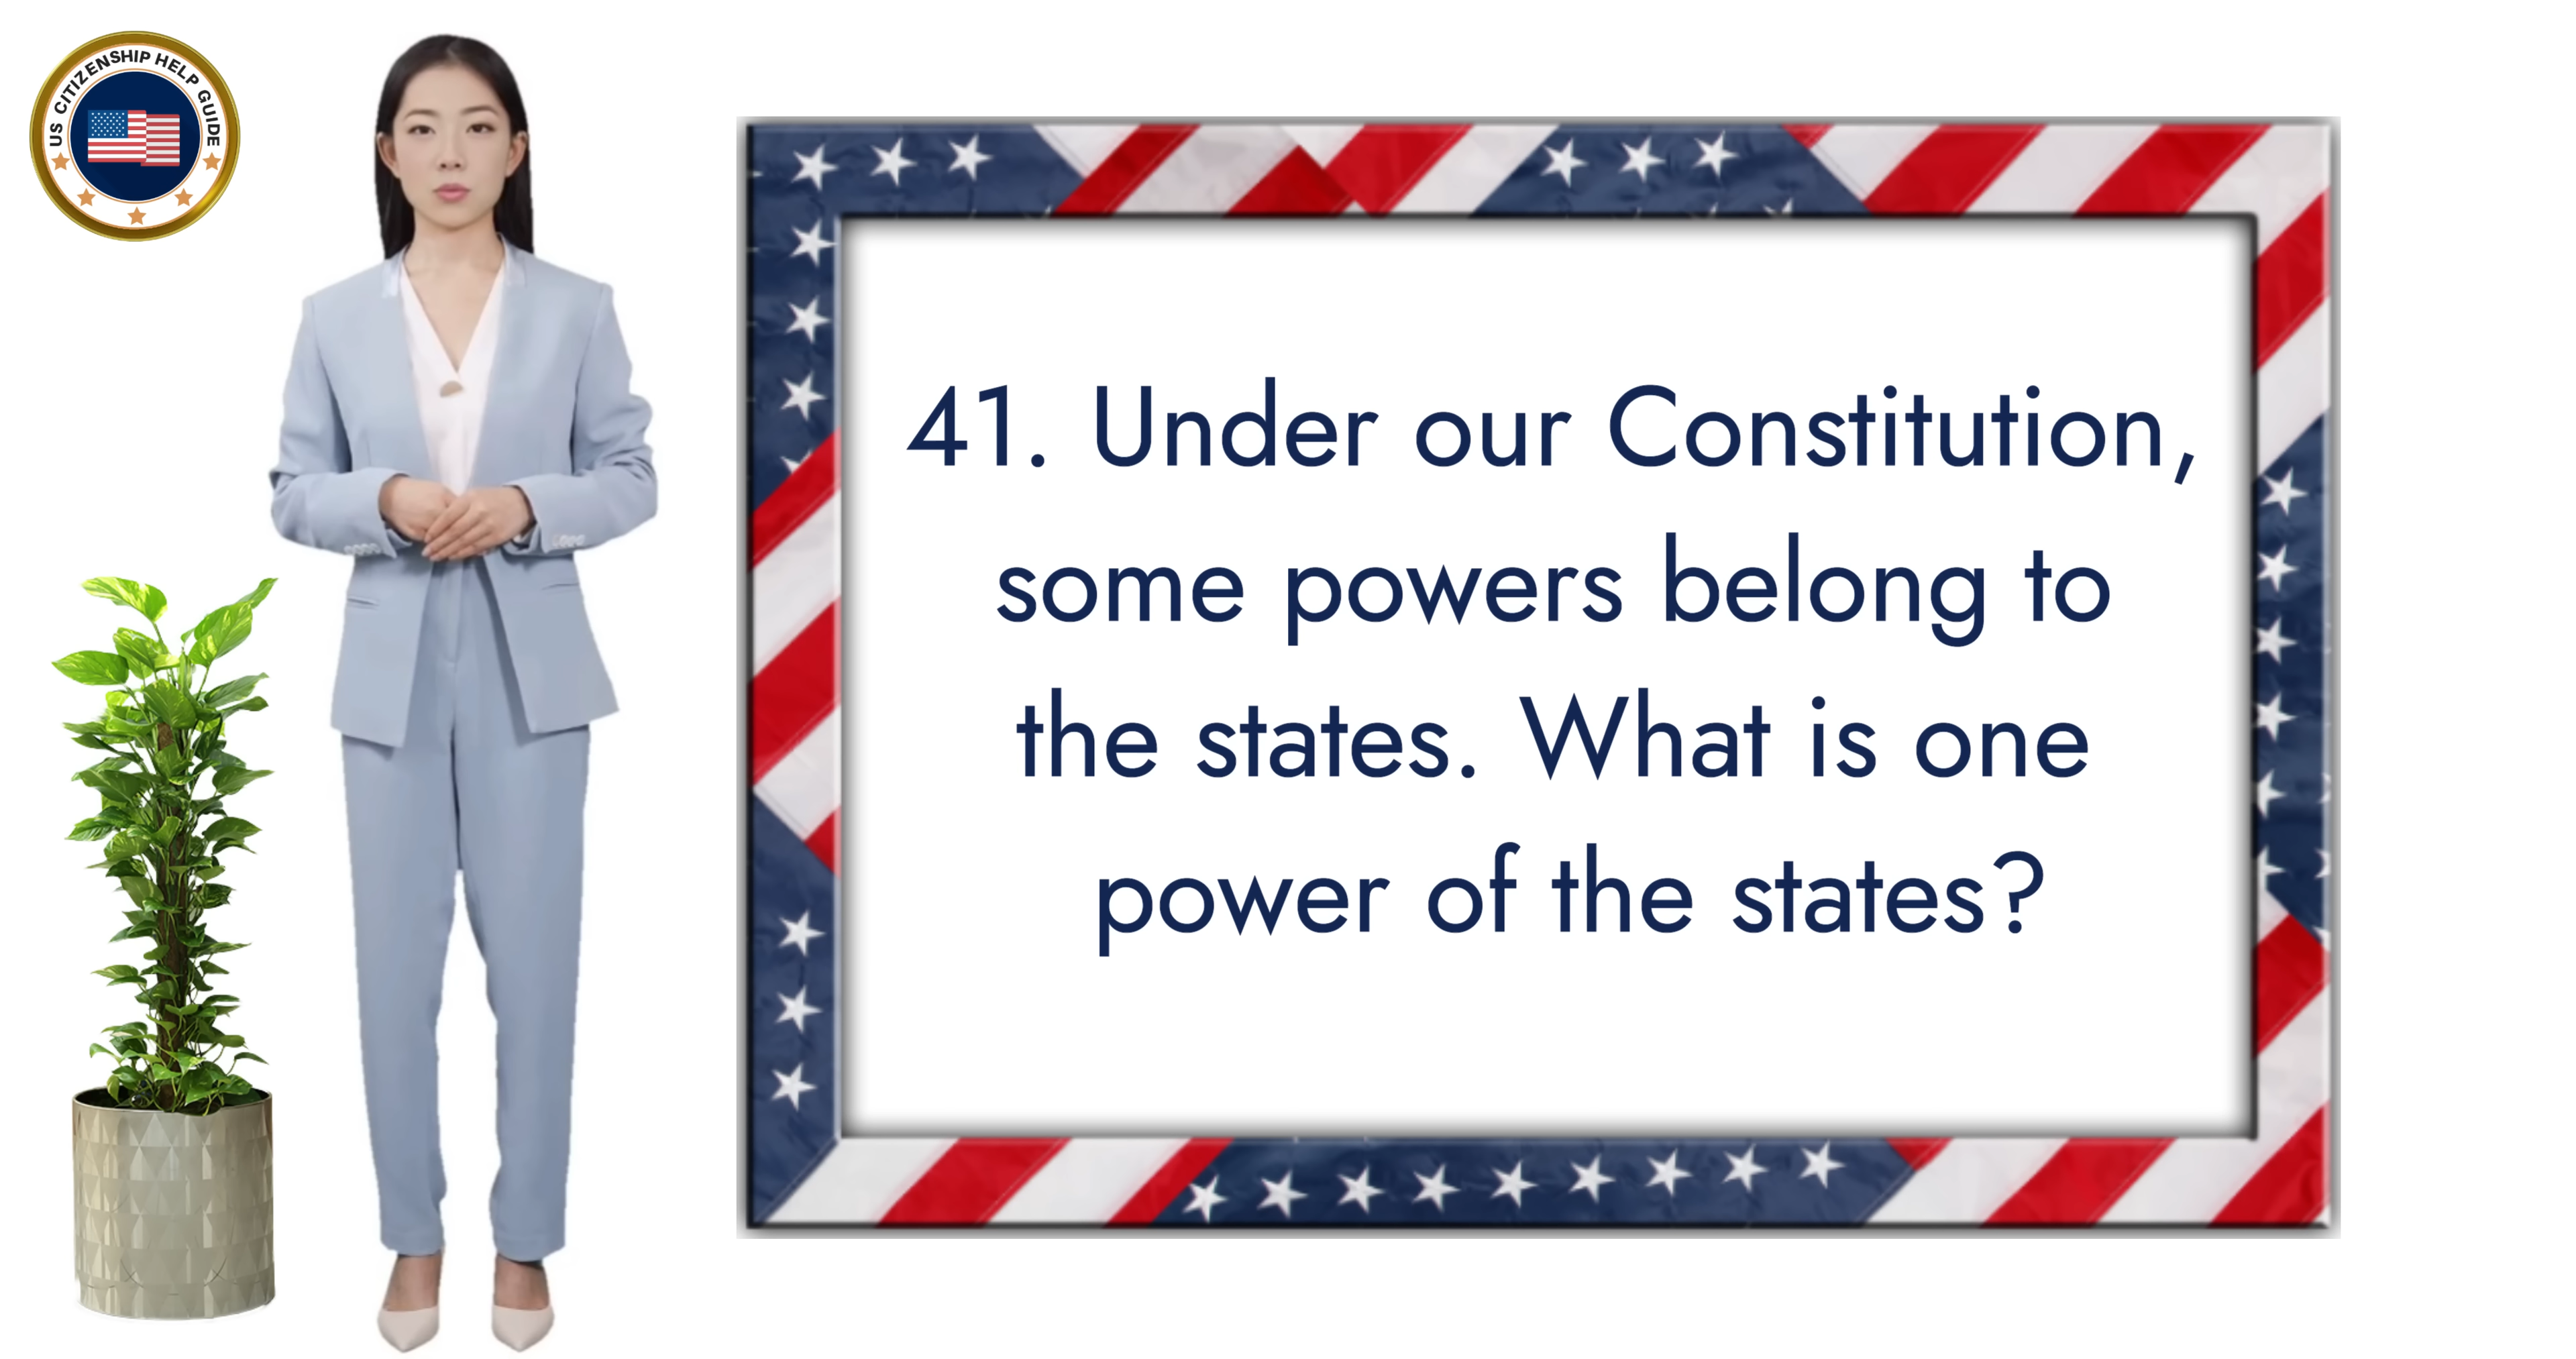 US CITIZENSHIP HELP GUIDE
41. Under our Constitution,
some powers belong to
the states. What is one
power of the states?